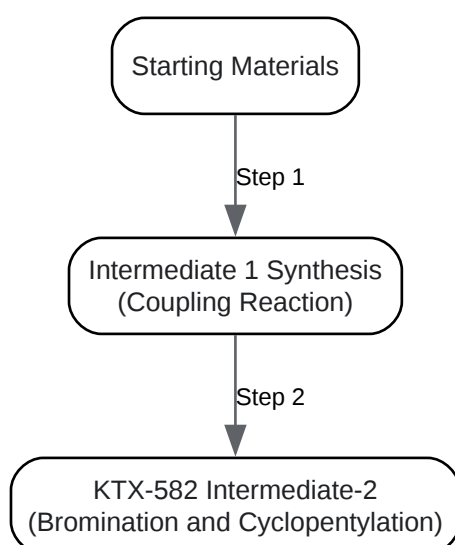 Starting Materials
Step 1
Intermediate 1 Synthesis
(Coupling Reaction)
Step 2
KTX-582 Intermediate-2
(Bromination and Cyclopentylation)